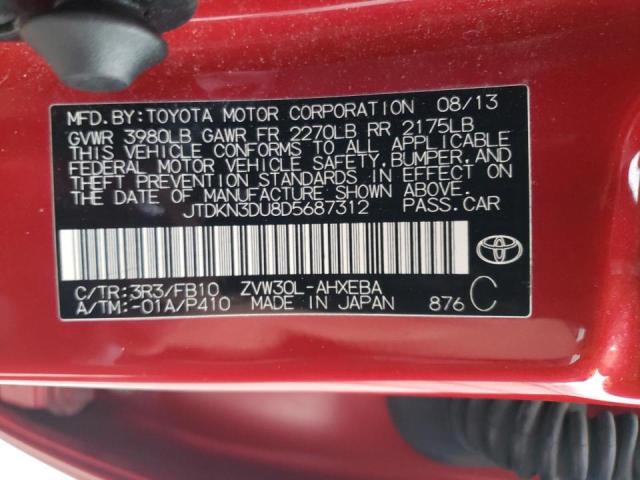 MFD.BY:TOYOTA MOTOR CORPORATION 08/13
GVWR 3980LB GAWR FR 2270LB RR 2175LB
THIS VEHICLE CONFORMS TO ALL APPLICABLE
FEDERAL MOTOR VEHICLE SAFETY, BUMPER, AND
THEFT PREVENTION STANDARDS IN EFFECT ON
THE DATE OF MANUFACTURE SHOWN ABOVE.
JTDKN3DU8D5687312 PASS.CAR
C/TR:3R3/FB10 ZVW30L-AHXEBA
A/TM:-01A/P410 MADE IN JAPAN 876 C